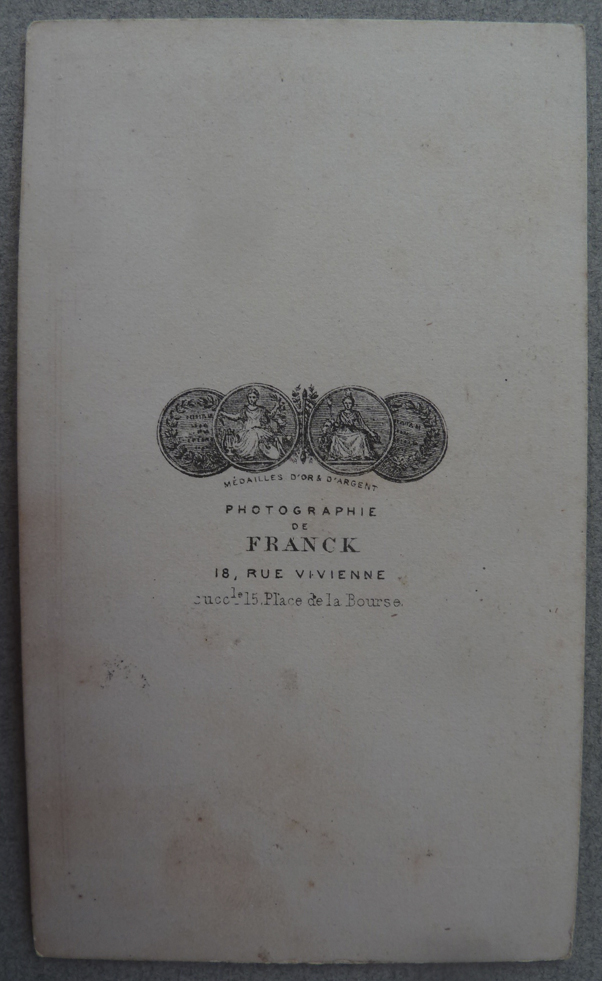 MÉDAILLES D'OR & D'ARGENT
PHOTOGRAPHIE
DE
FRANCK
18, RUE VIVIENNE
succle 15. Place de la Bourse.